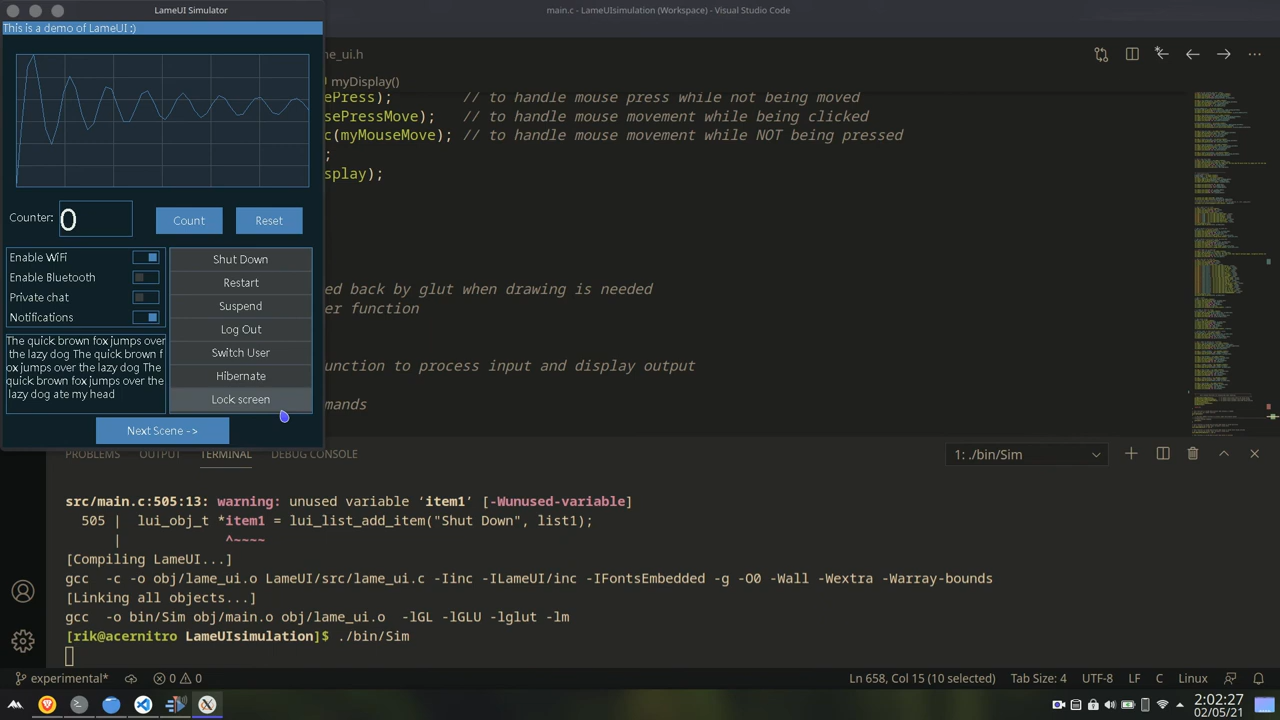 LameUI Simulator
This is a demo of LameUI :)
Counter:
0
Count
Reset
Enable WiFi
Enable Bluetooth
Private chat
Notifications
Shut Down
Restart
Suspend
Log Out
Switch User
Hibernate
Lock screen
The quick brown fox jumps over
the lazy dog The quick brown f
ox jumps over the lazy dog The
quick brown fox jumps over the
lazy dog ate my head
Next Scene ->
main.c - LameUIsimulation (Workspace) - Visual Studio Code
e_ui.h
myDisplay()
ePress); // to handle mouse press while not being moved
sePressMove); // to handle mouse movement while being clicked
c(myMouseMove); // to handle mouse movement while NOT being pressed
;
splay);
ed back by glut when drawing is needed
er function
unction to process input and display output
mands
PROBLEMS OUTPUT TERMINAL DEBUG CONSOLE
1: ./bin/Sim
src/main.c:505:13: warning: unused variable ‘item1’ [-Wunused-variable]
505 | lui_obj_t *item1 = lui_list_add_item("Shut Down", list1);
| ^~~~~
[Compiling LameUI...]
gcc -c -o obj/lame_ui.o LameUI/src/lame_ui.c -Iinc -ILameUI/inc -IFontsEmbedded -g -O0 -Wall -Wextra -Warray-bounds
[Linking all objects...]
gcc -o bin/Sim obj/main.o obj/lame_ui.o -lGL -lGLU -lglut -lm
[rik@acernitro LameUIsimulation]$ ./bin/Sim
experimental* 0 0
Ln 658, Col 15 (10 selected) Tab Size: 4 UTF-8 LF C Linux
2:02:27
02/05/21